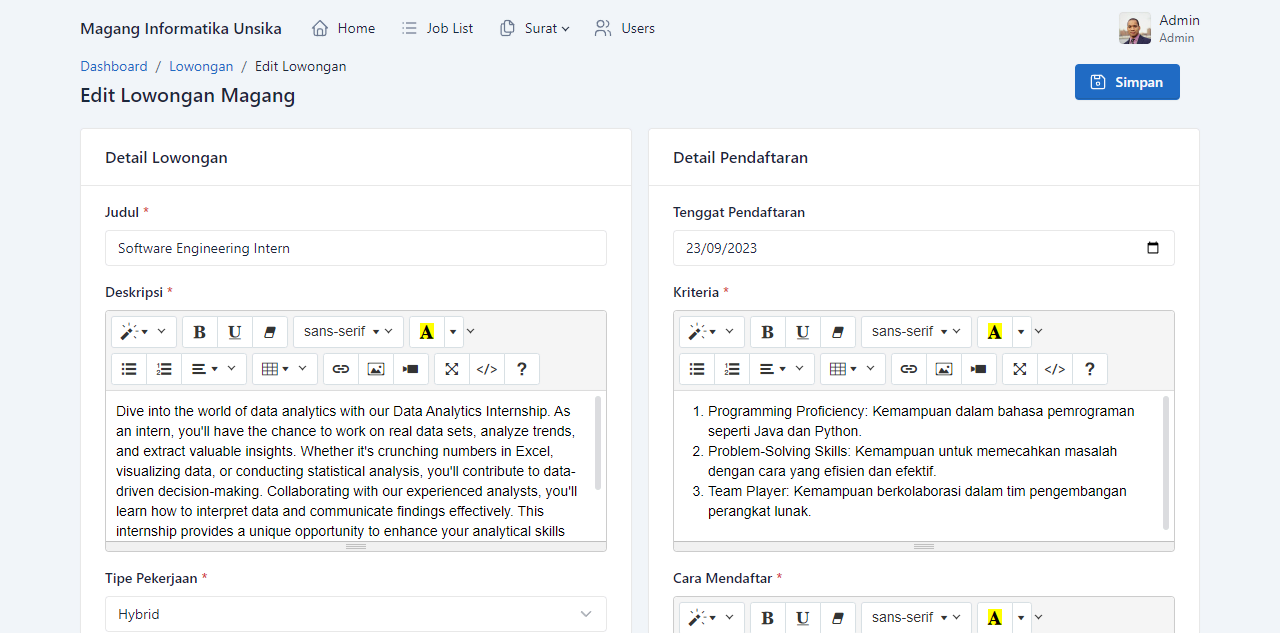 Magang Informatika Unsika Home Job List Surat Users Admin
Admin
Dashboard / Lowongan / Edit Lowongan
Edit Lowongan Magang
Simpan
Detail Lowongan
Judul *
Software Engineering Intern
Deskripsi *
B U sans-serif A
</> ?
Dive into the world of data analytics with our Data Analytics Internship. As
an intern, you'll have the chance to work on real data sets, analyze trends,
and extract valuable insights. Whether it's crunching numbers in Excel,
visualizing data, or conducting statistical analysis, you'll contribute to data-
driven decision-making. Collaborating with our experienced analysts, you'll
learn how to interpret data and communicate findings effectively. This
internship provides a unique opportunity to enhance your analytical skills
Tipe Pekerjaan *
Hybrid
Detail Pendaftaran
Tenggat Pendaftaran
23/09/2023
Kriteria *
B U sans-serif A
</> ?
1. Programming Proficiency: Kemampuan dalam bahasa pemrograman
seperti Java dan Python.
2. Problem-Solving Skills: Kemampuan untuk memecahkan masalah
dengan cara yang efisien dan efektif.
3. Team Player: Kemampuan berkolaborasi dalam tim pengembangan
perangkat lunak.
Cara Mendaftar *
B U sans-serif A